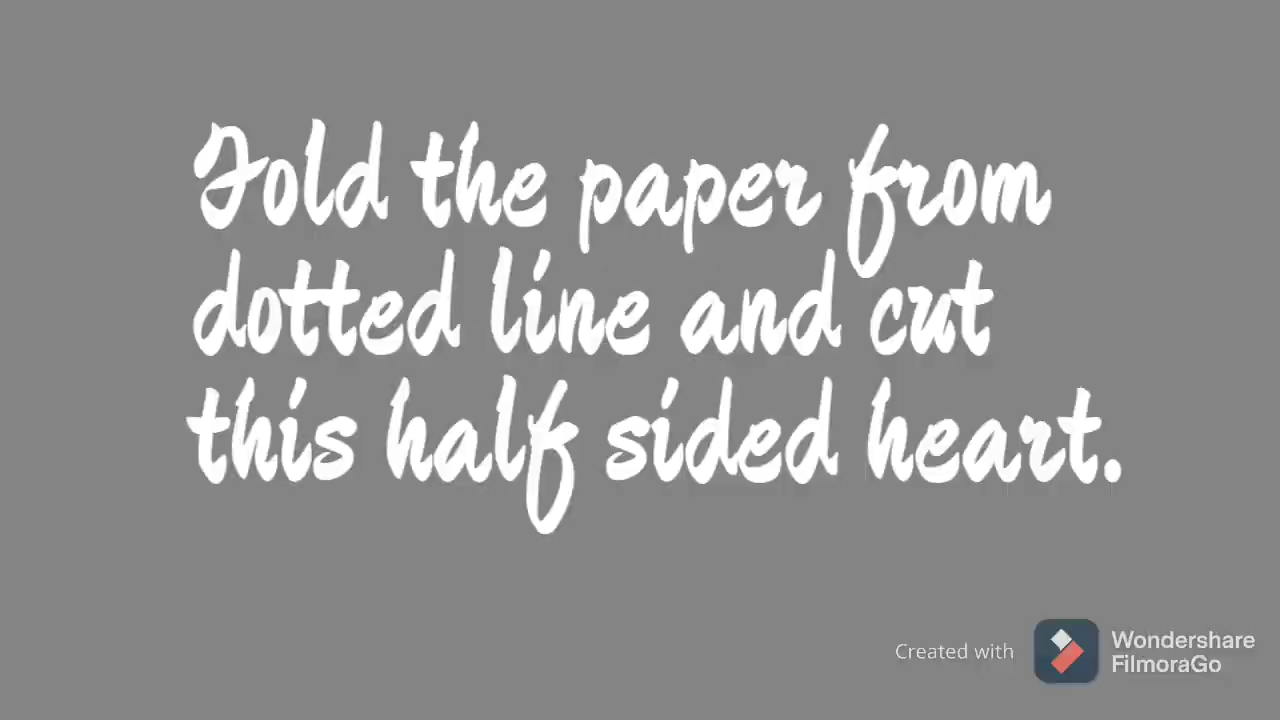 Fold the paper from
dotted line and cut
this half sided heart.
Created with
Wondershare
FilmoraGo